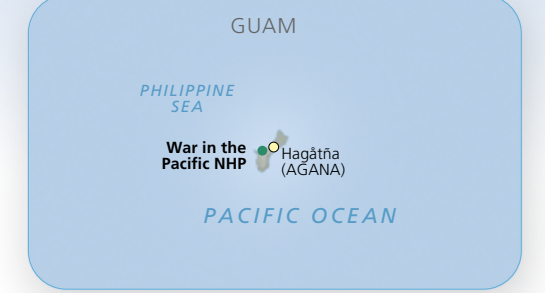 GUAM
PHILIPPINE
SEA
War in the
Pacific NHP
Hagåtña
(AGANA)
PACIFIC OCEAN